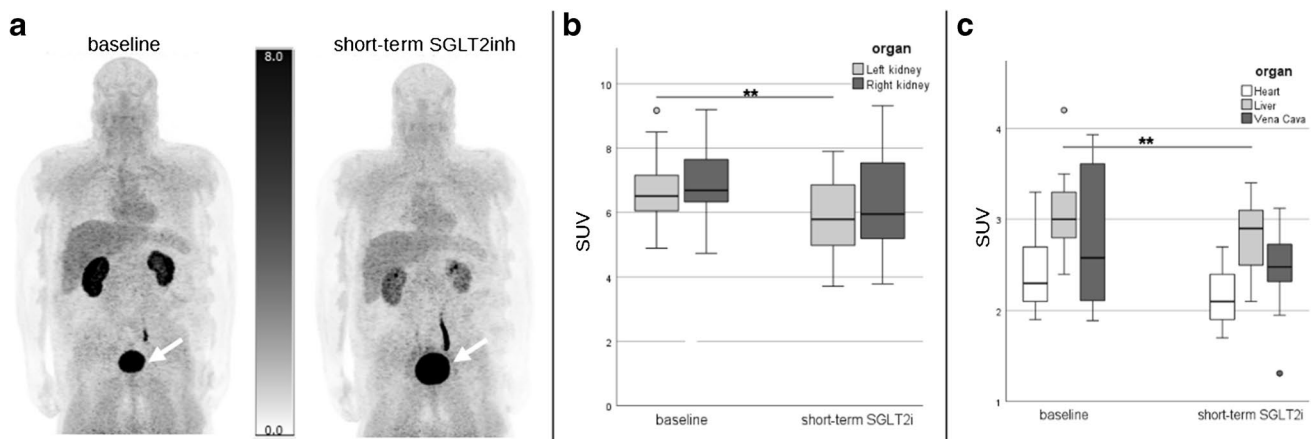 a
baseline
short-term SGLT2inh
8.0
0.0
b
organ
Left kidney
Right kidney
**
SUV
10
8
6
4
2
0
baseline
short-term SGLT2i
c
organ
Heart
Liver
Vena Cava
**
SUV
4
3
2
1
baseline
short-term SGLT2i